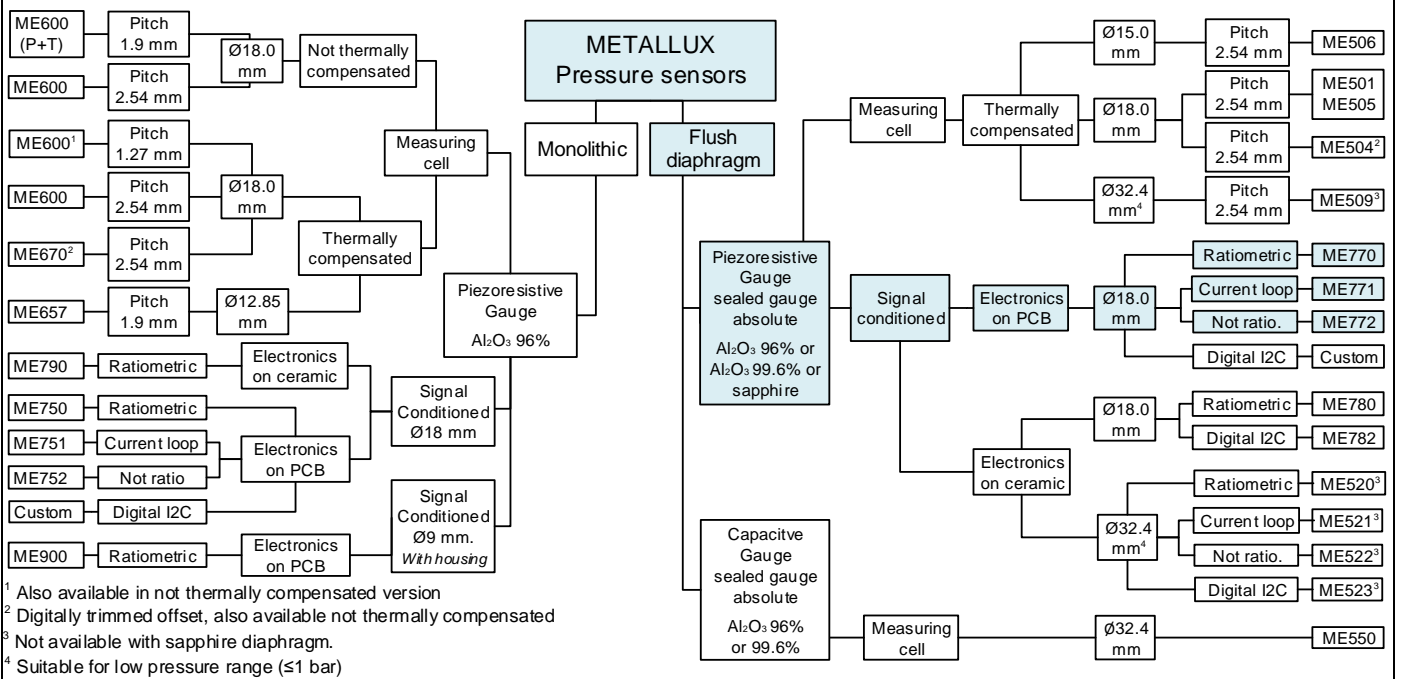 METALLUX
Pressure sensors
Monolithic
Flush
diaphragm
ME600
(P+T)
Pitch
1.9 mm
Ø18.0
mm
Not thermally
compensated
ME600
Pitch
2.54 mm
Measuring
cell
ME600¹
Pitch
1.27 mm
ME600
Pitch
2.54 mm
Ø18.0
mm
ME670²
Pitch
2.54 mm
Thermally
compensated
ME657
Pitch
1.9 mm
Ø12.85
mm
Piezoresistive
Gauge
Al₂O₃ 96%
ME790
Ratiometric
Electronics
on ceramic
ME750
Ratiometric
Signal
Conditioned
Ø18 mm
ME751
Current loop
Electronics
on PCB
ME752
Not ratio
Custom
Digital I2C
ME900
Ratiometric
Electronics
on PCB
Signal
Conditioned
Ø9 mm.
With housing
Measuring
cell
Thermally
compensated
Ø15.0
mm
Pitch
2.54 mm
ME506
Ø18.0
mm
Pitch
2.54 mm
ME501
ME505
Pitch
2.54 mm
ME504²
Ø32.4
mm⁴
Pitch
2.54 mm
ME509³
Piezoresistive
Gauge
sealed gauge
absolute
Al₂O₃ 96% or
Al₂O₃ 99.6% or
sapphire
Signal
conditioned
Electronics
on PCB
Ø18.0
mm
Ratiometric
ME770
Current loop
ME771
Not ratio.
ME772
Digital I2C
Custom
Electronics
on ceramic
Ø18.0
mm
Ratiometric
ME780
Digital I2C
ME782
Ø32.4
mm⁴
Ratiometric
ME520³
Current loop
ME521³
Not ratio.
ME522³
Digital I2C
ME523³
Capacitve
Gauge
sealed gauge
absolute
Al₂O₃ 96%
or 99.6%
Measuring
cell
Ø32.4
mm
ME550
¹ Also available in not thermally compensated version
² Digitally trimmed offset, also available not thermally compensated
³ Not available with sapphire diaphragm.
⁴ Suitable for low pressure range (≤1 bar)